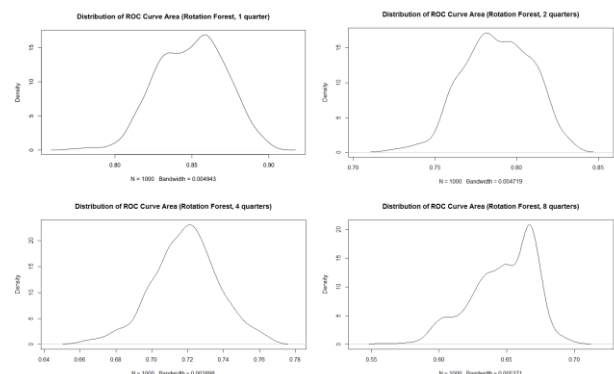 Distribution of ROC Curve Area (Rotation Forest, 1 quarter)
Density
0 5 10 15
0.80 0.85 0.90
N = 1000 Bandwidth = 0.004943
Distribution of ROC Curve Area (Rotation Forest, 2 quarters)
Density
0 5 10 15
0.70 0.75 0.80 0.85
N = 1000 Bandwidth = 0.004719
Distribution of ROC Curve Area (Rotation Forest, 4 quarters)
Density
0 5 10 15 20
0.64 0.66 0.68 0.70 0.72 0.74 0.76 0.78
N = 1000 Bandwidth =
Distribution of ROC Curve Area (Rotation Forest, 8 quarters)
Density
0 5 10 15 20
0.55 0.60 0.65 0.70
N = 1000 Bandwidth =